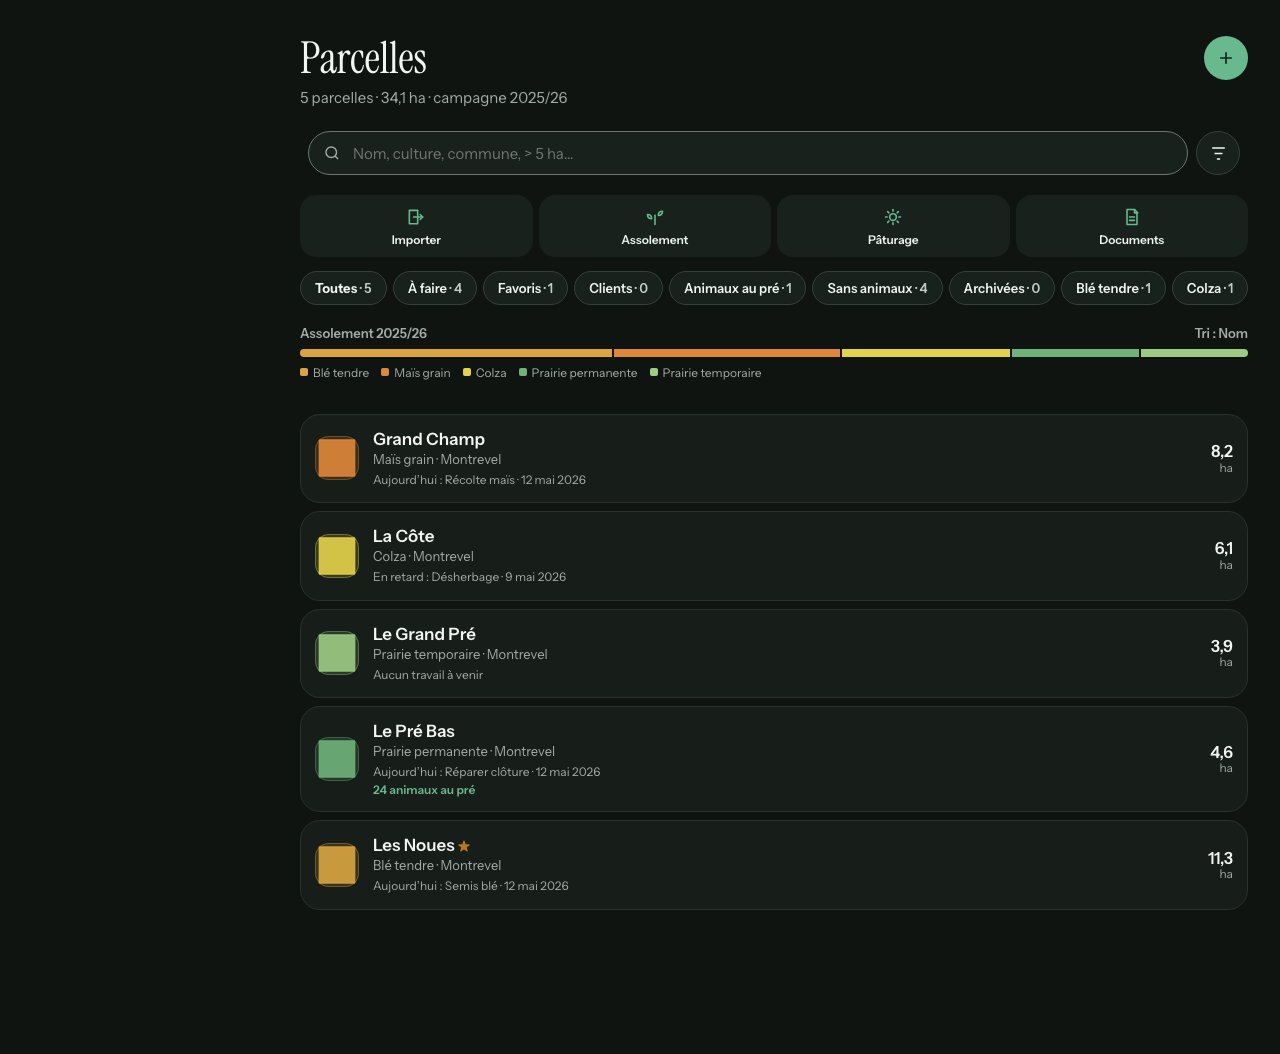 Parcelles
5 parcelles · 34,1 ha · campagne 2025/26
Nom, culture, commune, > 5 ha…
Importer
Assolement
Pâturage
Documents
Toutes · 5
À faire · 4
Favoris · 1
Clients · 0
Animaux au pré · 1
Sans animaux · 4
Archivées · 0
Blé tendre · 1
Colza · 1
Assolement 2025/26
Tri : Nom
Blé tendre
Maïs grain
Colza
Prairie permanente
Prairie temporaire
Grand Champ
Maïs grain · Montrevel
Aujourd’hui : Récolte maïs · 12 mai 2026
8,2
ha
La Côte
Colza · Montrevel
En retard : Désherbage · 9 mai 2026
6,1
ha
Le Grand Pré
Prairie temporaire · Montrevel
Aucun travail à venir
3,9
ha
Le Pré Bas
Prairie permanente · Montrevel
Aujourd’hui : Réparer clôture · 12 mai 2026
24 animaux au pré
4,6
ha
Les Noues ★
Blé tendre · Montrevel
Aujourd’hui : Semis blé · 12 mai 2026
11,3
ha